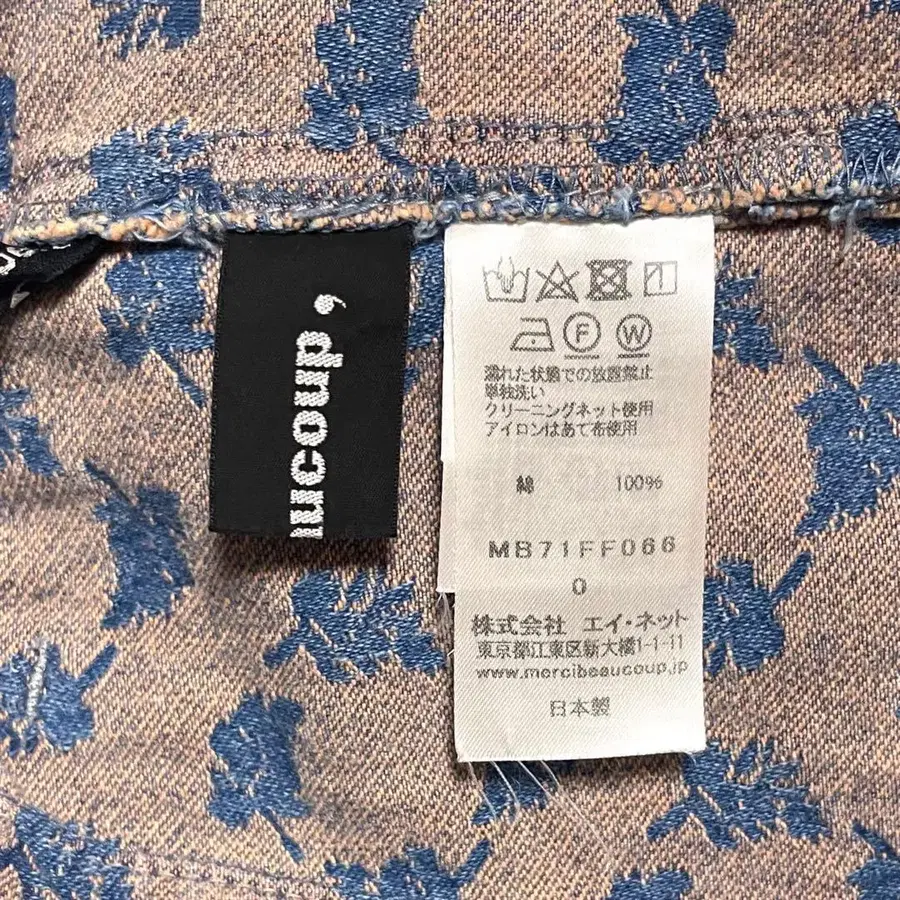 ucoup,
F W
濡れた状態での放置禁止
単独洗い
クリーニングネット使用
アイロンはあて布使用
綿 100%
MB71FF066
0
株式会社 エイ・ネット
東京都江東区新大橋1-1-11
www.mercibeaucoup.jp
日本製